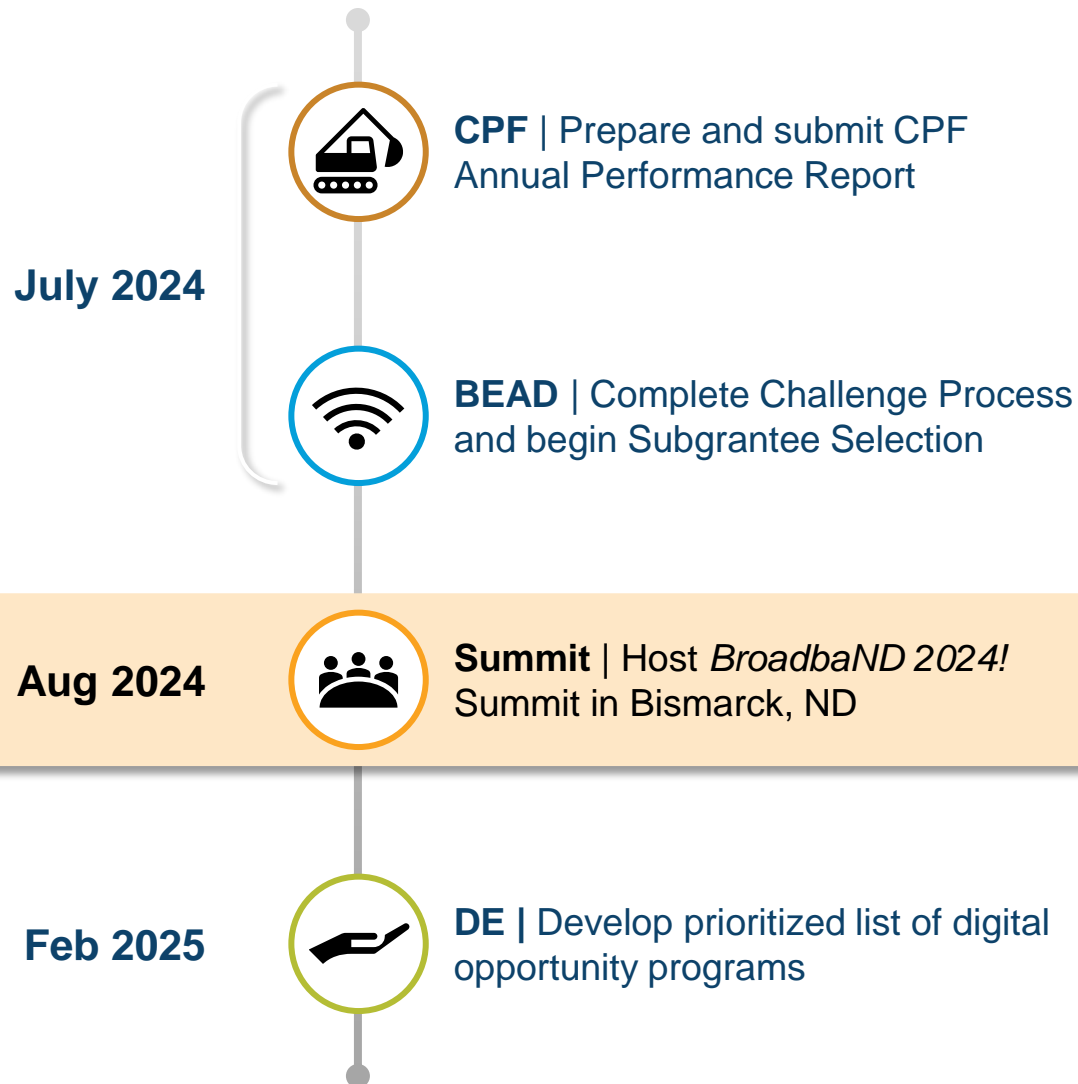 CPF | Prepare and submit CPF
Annual Performance Report
July 2024
BEAD | Complete Challenge Process
and begin Subgrantee Selection
Aug 2024
Summit | Host BroadbaND 2024!
Summit in Bismarck, ND
Feb 2025
DE | Develop prioritized list of digital
opportunity programs